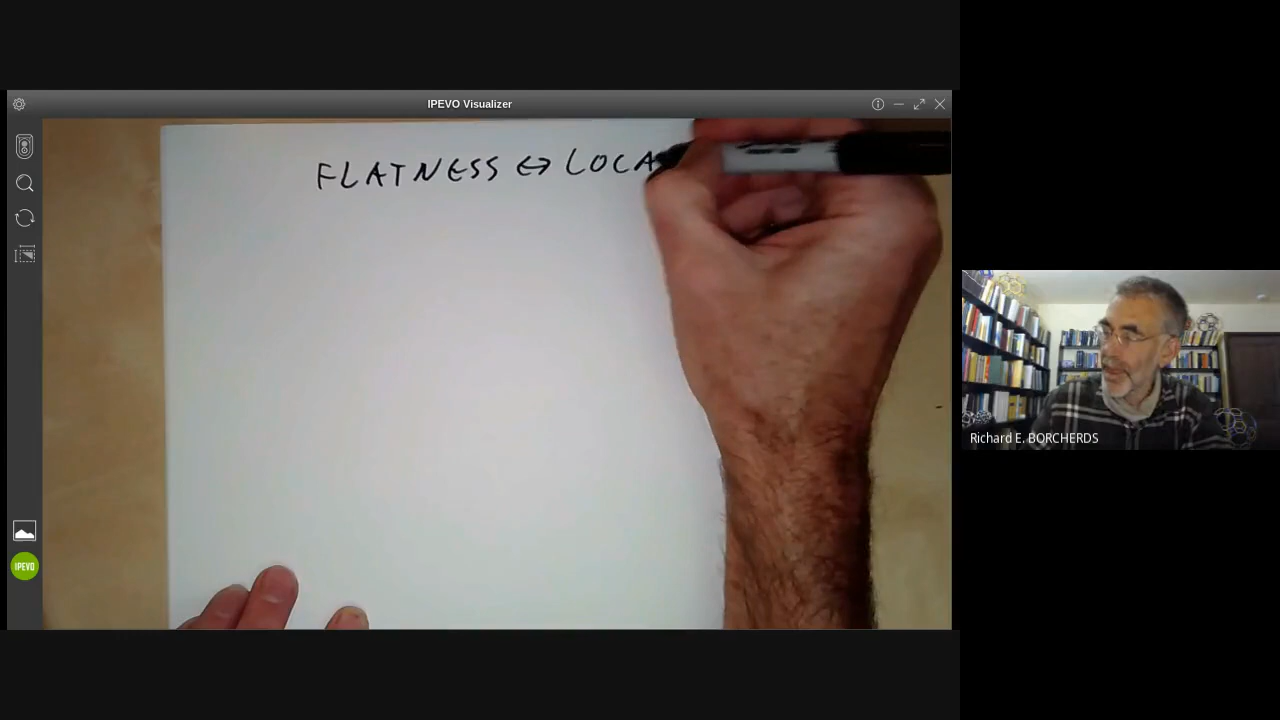 IPEVO Visualizer
FLATNESS ↔ LOCA
IPEVO
Richard E. BORCHERDS